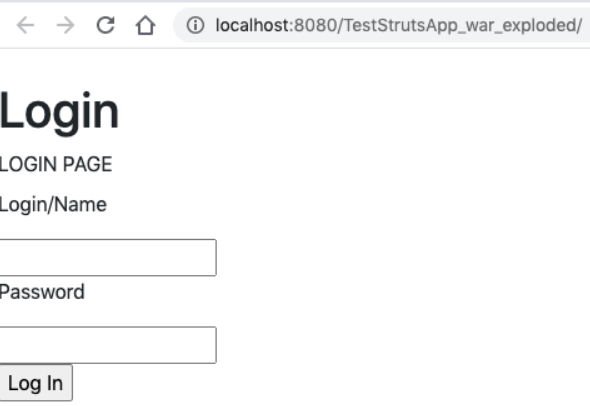 localhost:8080/TestStrutsApp_war_exploded/
Login
LOGIN PAGE
Login/Name
Password
Log In